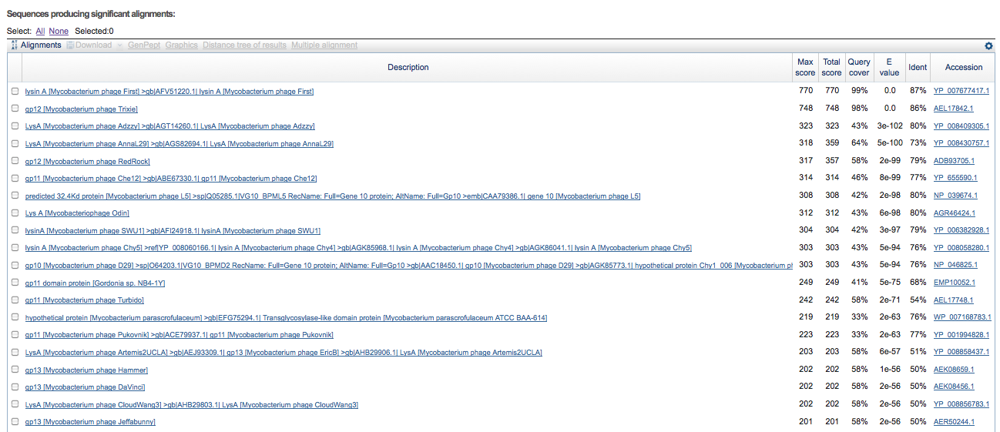 Sequences producing significant alignments:
Select: All None Selected:0
Alignments Download GenPept Graphics Distance tree of results Multiple alignment
Description Max score Total score Query cover E value Ident Accession
lysin A [Mycobacterium phage First] >gb|AFV51220.1| lysin A [Mycobacterium phage First] 770 770 99% 0.0 87% YP_007677417.1
gp12 [Mycobacterium phage Trixie] 748 748 98% 0.0 86% AEL17842.1
LysA [Mycobacterium phage Adzzy] >gb|AGT14260.1| LysA [Mycobacterium phage Adzzy] 323 323 43% 3e-102 80% YP_008409305.1
LysA [Mycobacterium phage AnnaL29] >gb|AGS82694.1| LysA [Mycobacterium phage AnnaL29] 318 359 64% 5e-100 73% YP_008430757.1
gp12 [Mycobacterium phage RedRock] 317 357 58% 2e-99 79% ADB93705.1
gp11 [Mycobacterium phage Che12] >gb|ABE67330.1| gp11 [Mycobacterium phage Che12] 314 314 46% 8e-99 77% YP_655590.1
predicted 32.4Kd protein [Mycobacterium phage L5] >sp|Q05285.1|VG10_BPML5 RecName: Full=Gene 10 protein; AltName: Full=Gp10 >emb|CAA79386.1| gene 10 [Mycobacterium phage L5] 308 308 42% 2e-98 80% NP_039674.1
Lys A [Mycobacteriophage Odin] 312 312 43% 6e-98 80% AGR46424.1
lysinA [Mycobacterium phage SWU1] >gb|AFI24918.1| lysinA [Mycobacterium phage SWU1] 304 304 42% 3e-97 79% YP_006382928.1
lysin A [Mycobacterium phage Chy5] >ref|YP_008060166.1| lysin A [Mycobacterium phage Chy4] >gb|AGK85968.1| lysin A [Mycobacterium phage Chy4] >gb|AGK86041.1| lysin A [Mycobacterium phage Chy5] 303 303 43% 5e-94 76% YP_008058280.1
gp10 [Mycobacterium phage D29] >sp|O64203.1|VG10_BPMD2 RecName: Full=Gene 10 protein; AltName: Full=Gp10 >gb|AAC18450.1| gp10 [Mycobacterium phage D29] >gb|AGK85773.1| hypothetical protein Chy1_006 [Mycobacterium ph 303 303 43% 5e-94 76% NP_046825.1
gp11 domain protein [Gordonia sp. NB4-1Y] 249 249 41% 5e-75 68% EMP10052.1
gp11 [Mycobacterium phage Turbido] 242 242 58% 2e-71 54% AEL17748.1
hypothetical protein [Mycobacterium parascrofulaceum] >gb|EFG75294.1| Transglycosylase-like domain protein [Mycobacterium parascrofulaceum ATCC BAA-614] 219 219 33% 2e-63 76% WP_007168783.1
gp11 [Mycobacterium phage Pukovnik] >gb|ACE79937.1| gp11 [Mycobacterium phage Pukovnik] 223 223 33% 2e-63 77% YP_001994828.1
LysA [Mycobacterium phage Artemis2UCLA] >gb|AEJ93309.1| gp13 [Mycobacterium phage EricB] >gb|AHB29906.1| LysA [Mycobacterium phage Artemis2UCLA] 203 203 58% 6e-57 51% YP_008858437.1
gp13 [Mycobacterium phage Hammer] 202 202 58% 1e-56 50% AEK08659.1
gp13 [Mycobacterium phage DaVinci] 202 202 58% 2e-56 50% AEK08456.1
LysA [Mycobacterium phage CloudWang3] >gb|AHB29803.1| LysA [Mycobacterium phage CloudWang3] 202 202 58% 2e-56 50% YP_008856783.1
gp13 [Mycobacterium phage Jeffabunny] 201 201 58% 2e-56 50% AER50244.1